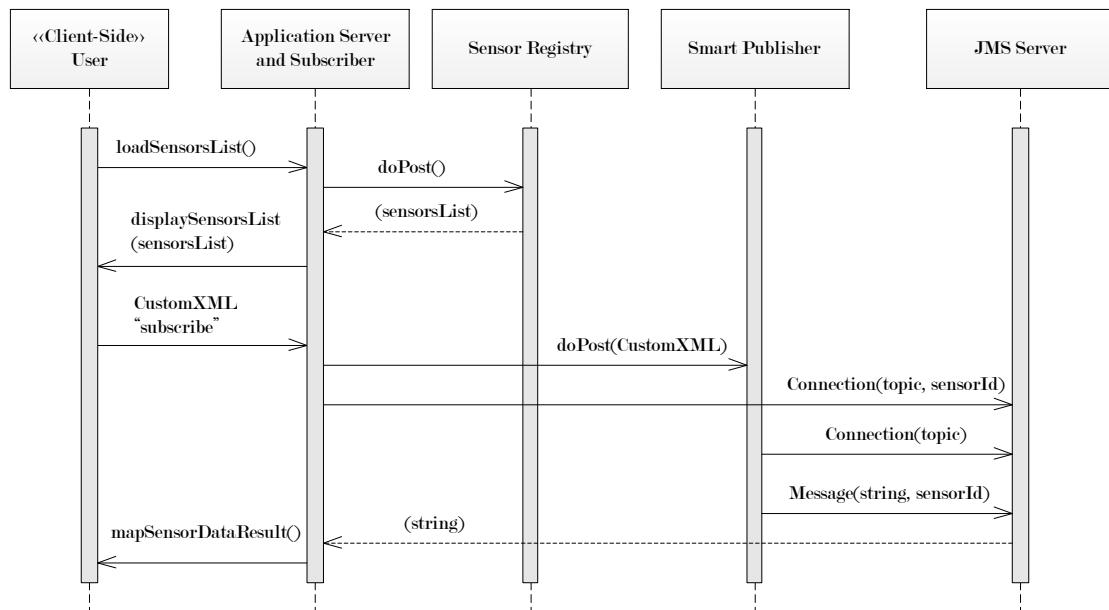 ‹‹Client-Side››
User
Application Server
and Subscriber
Sensor Registry
Smart Publisher
JMS Server
loadSensorsList()
doPost()
(sensorsList)
displaySensorsList
(sensorsList)
CustomXML
“subscribe”
doPost(CustomXML)
Connection(topic, sensorId)
Connection(topic)
Message(string, sensorId)
(string)
mapSensorDataResult()